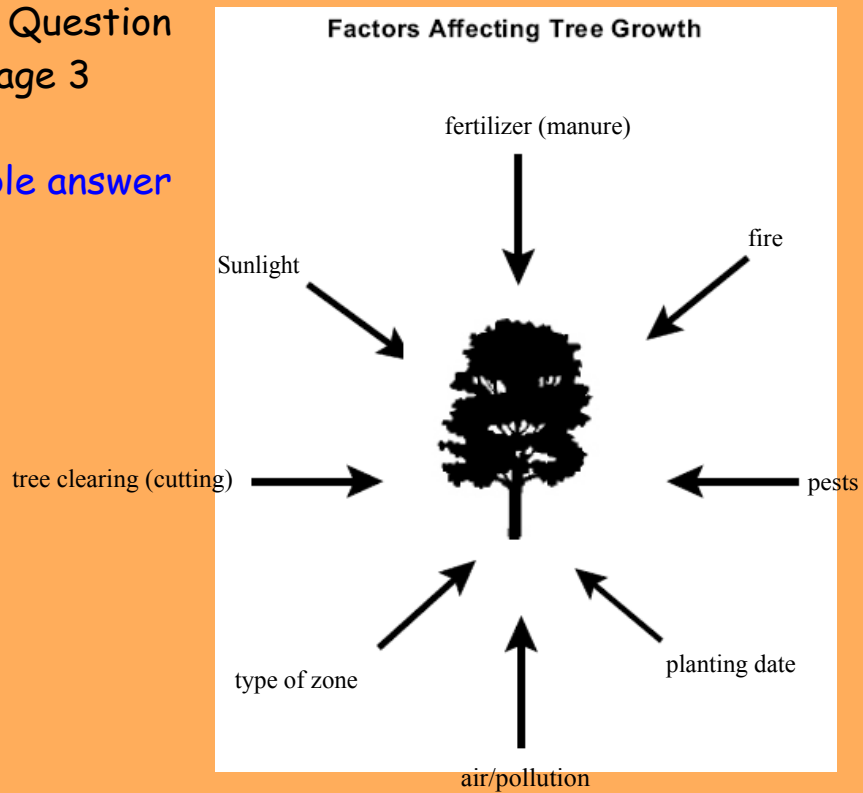 Question
age 3
le answer
Factors Affecting Tree Growth
fertilizer (manure)
fire
Sunlight
tree clearing (cutting)
pests
type of zone
planting date
air/pollution